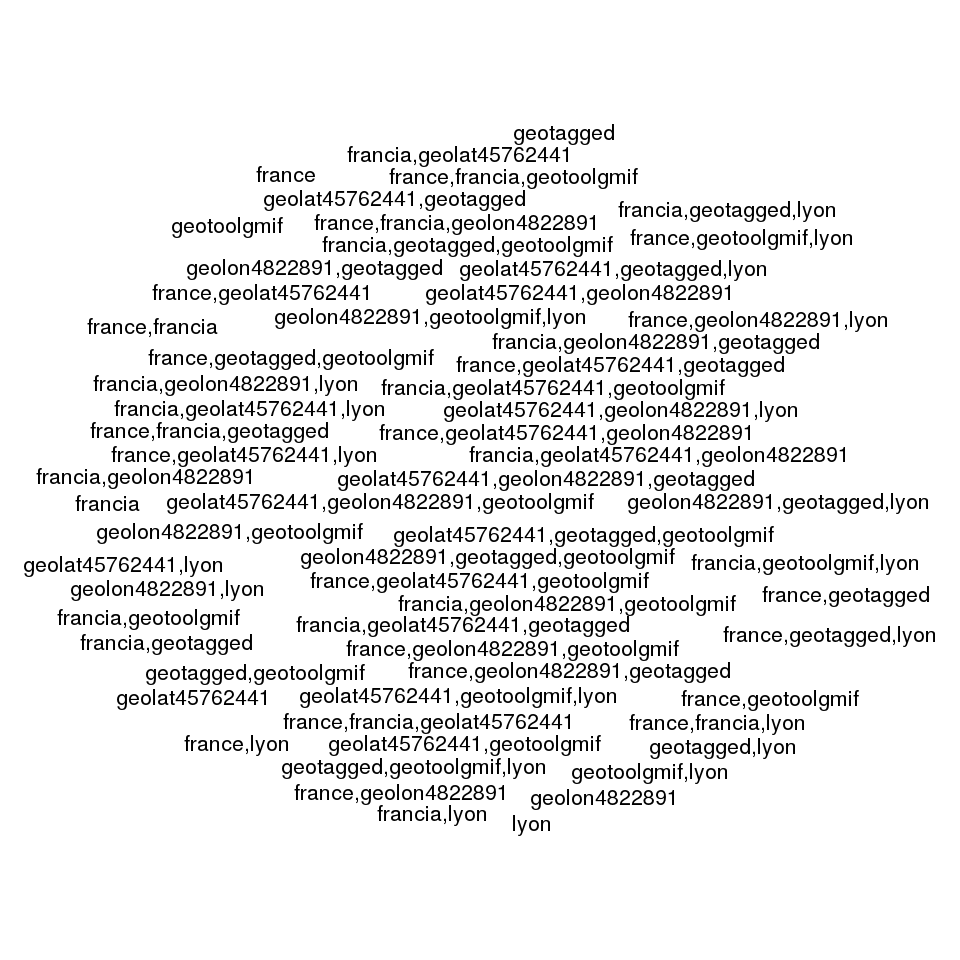 geotagged
francia,geolat45762441
france
france,francia,geotoolgmif
geolat45762441,geotagged
francia,geotagged,lyon
geotoolgmif
france,francia,geolon4822891
france,geotoolgmif,lyon
francia,geotagged,geotoolgmif
geolon4822891,geotagged
geolat45762441,geotagged,lyon
france,geolat45762441
geolat45762441,geolon4822891
geolon4822891,geotoolgmif,lyon
france,geolon4822891,lyon
france,francia
francia,geolon4822891,geotagged
france,geotagged,geotoolgmif
france,geolat45762441,geotagged
francia,geolon4822891,lyon
francia,geolat45762441,geotoolgmif
francia,geolat45762441,lyon
geolat45762441,geolon4822891,lyon
france,francia,geotagged
france,geolat45762441,geolon4822891
france,geolat45762441,lyon
francia,geolat45762441,geolon4822891
francia,geolon4822891
geolat45762441,geolon4822891,geotagged
francia
geolat45762441,geolon4822891,geotoolgmif
geolon4822891,geotagged,lyon
geolon4822891,geotoolgmif
geolat45762441,geotagged,geotoolgmif
geolon4822891,geotagged,geotoolgmif
francia,geotoolgmif,lyon
geolat45762441,lyon
france,geolat45762441,geotoolgmif
geolon4822891,lyon
france,geotagged
francia,geolon4822891,geotoolgmif
francia,geotoolgmif
francia,geolat45762441,geotagged
france,geotagged,lyon
francia,geotagged
france,geolon4822891,geotoolgmif
geotagged,geotoolgmif
france,geolon4822891,geotagged
geolat45762441
geolat45762441,geotoolgmif,lyon
france,geotoolgmif
france,francia,geolat45762441
france,francia,lyon
france,lyon
geolat45762441,geotoolgmif
geotagged,lyon
geotagged,geotoolgmif,lyon
geotoolgmif,lyon
france,geolon4822891
geolon4822891
francia,lyon
lyon